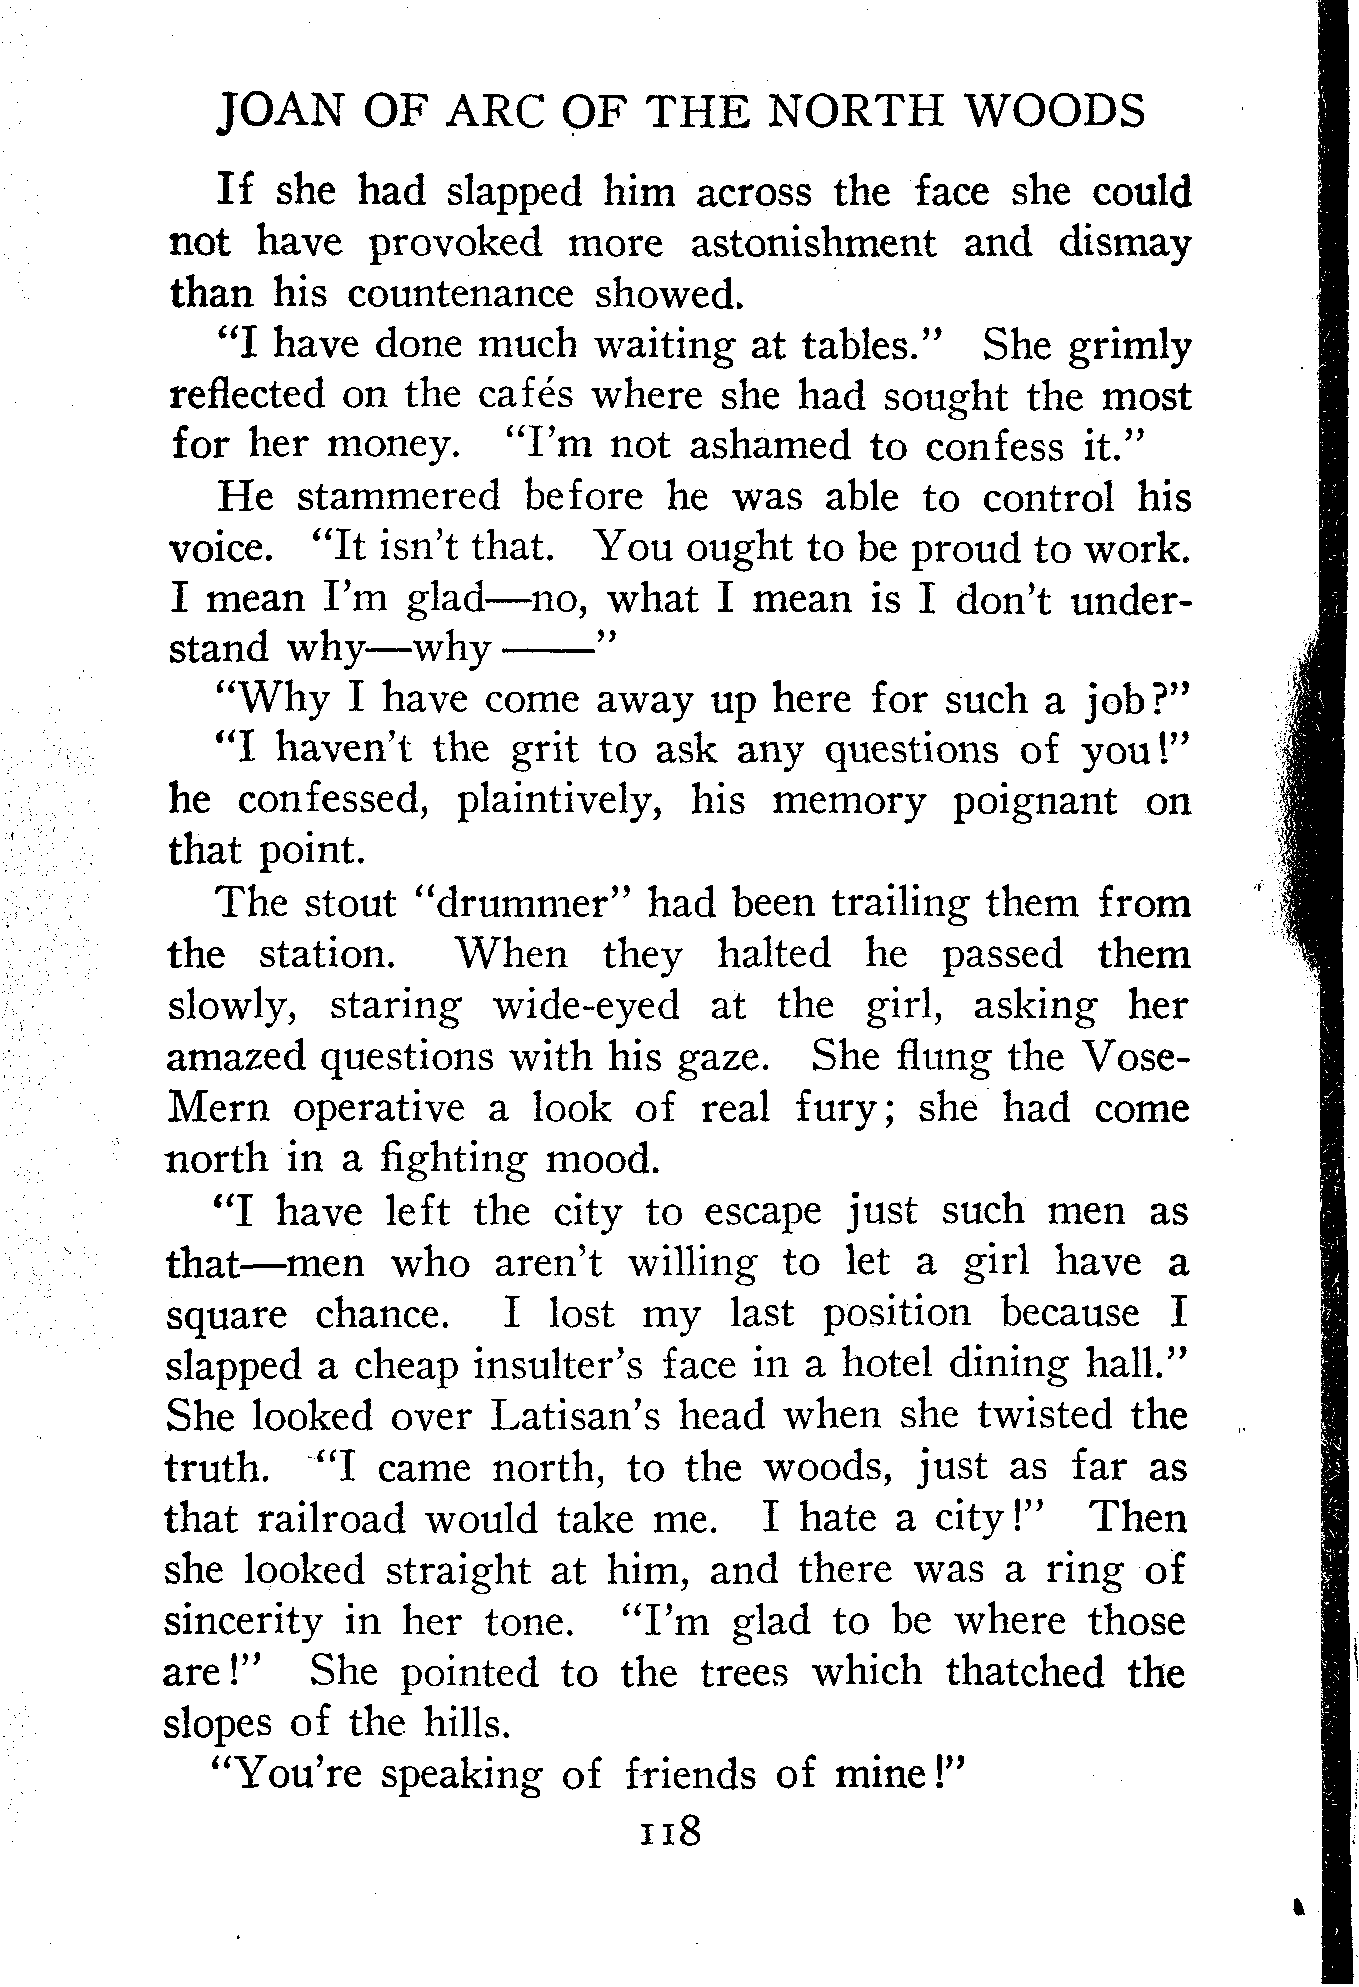 JOAN OF ARC OF THE NORTH WOODS
If she had slapped him across the face she could
not have provoked more astonishment and dismay
than his countenance showed.
"I have done much waiting at tables." She grimly
reflected on the cafés where she had sought the most
for her money. "I'm not ashamed to confess it."
He stammered before he was able to control his
voice. "It isn't that. You ought to be proud to work.
I mean I'm glad—no, what I mean is I don't under-
stand why—why ——"
"Why I have come away up here for such a job?"
"I haven't the grit to ask any questions of you!"
he confessed, plaintively, his memory poignant on
that point.
The stout "drummer" had been trailing them from
the station. When they halted he passed them
slowly, staring wide-eyed at the girl, asking her
amazed questions with his gaze. She flung the Vose-
Mern operative a look of real fury; she had come
north in a fighting mood.
"I have left the city to escape just such men as
that—men who aren't willing to let a girl have a
square chance. I lost my last position because I
slapped a cheap insulter's face in a hotel dining hall."
She looked over Latisan's head when she twisted the
truth. "I came north, to the woods, just as far as
that railroad would take me. I hate a city!" Then
she looked straight at him, and there was a ring of
sincerity in her tone. "I'm glad to be where those
are!" She pointed to the trees which thatched the
slopes of the hills.
"You're speaking of friends of mine!"
118